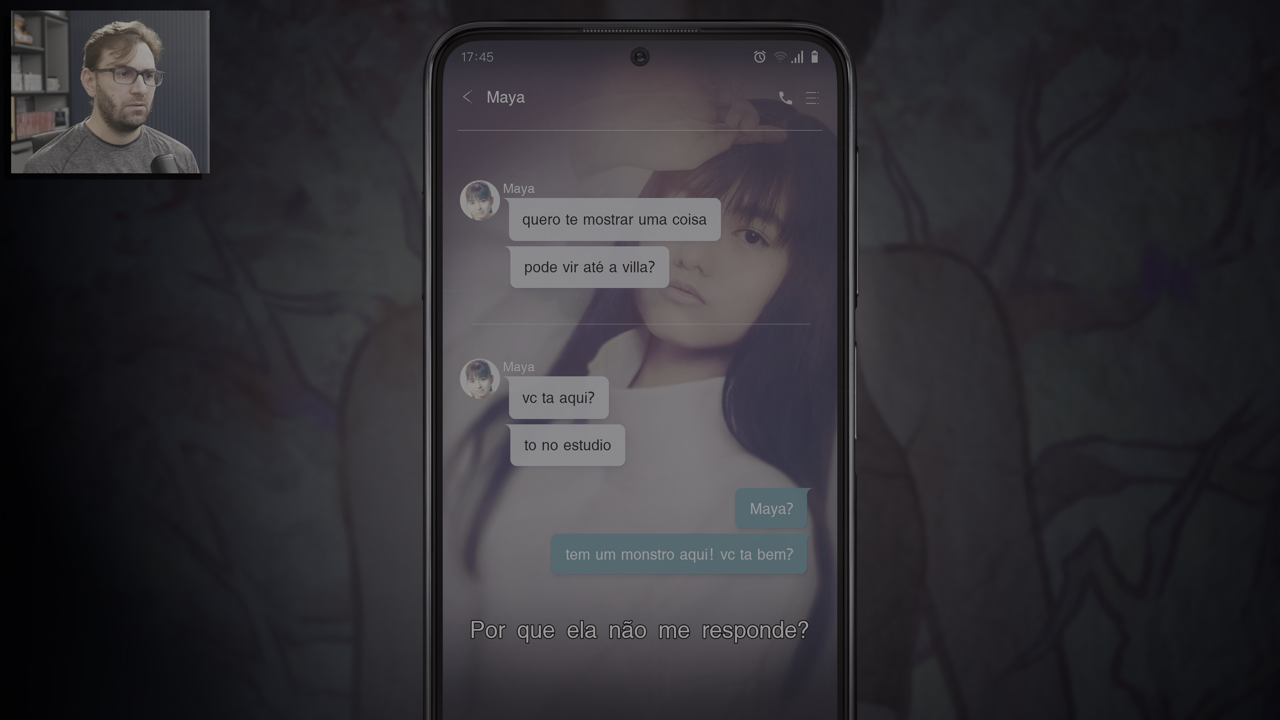 17:45
Maya
Maya
quero te mostrar uma coisa
pode vir até a villa?
Maya
vc ta aqui?
to no estudio
Maya?
tem um monstro aqui! vc ta bem?
Por que ela não me responde?